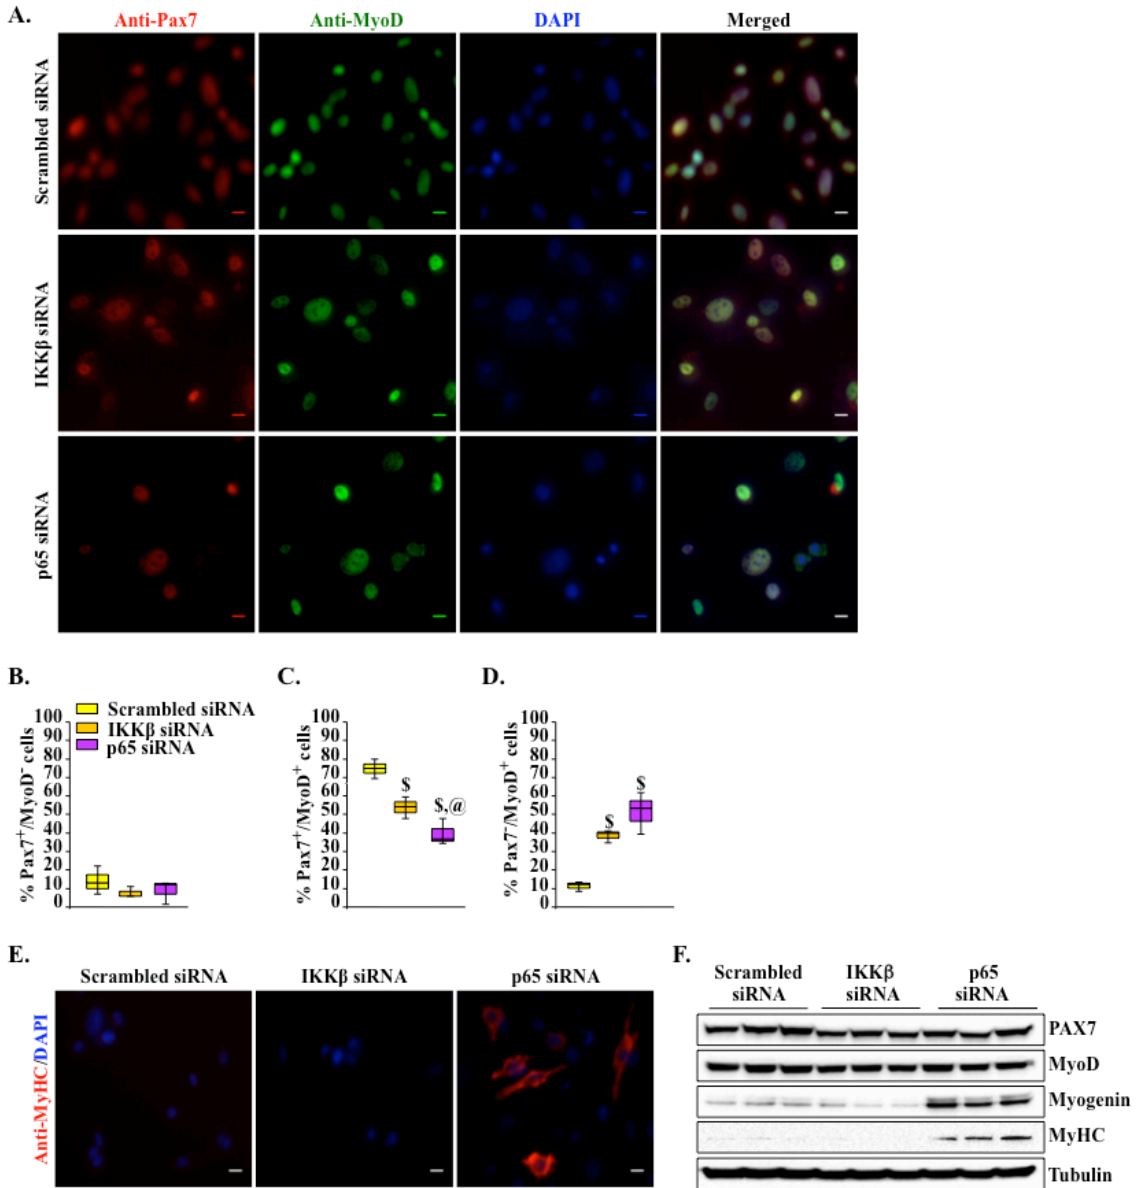 A.
Anti-Pax7 Anti-MyoD DAPI Merged
Scrambled siRNA
IKKβ siRNA
p65 siRNA
B.
% Pax7⁺/MyoD⁻ cells
100
90
80
70
60
50
40
30
20
10
0
Scrambled siRNA
IKKβ siRNA
p65 siRNA
C.
% Pax7⁺/MyoD⁺ cells
100
90
80
70
60
50
40
30
20
10
0
$
$,@
D.
% Pax7⁻/MyoD⁺ cells
100
90
80
70
60
50
40
30
20
10
0
$
$
E.
Scrambled siRNA IKKβ siRNA p65 siRNA
Anti-MyHC/DAPI
F.
Scrambled
siRNA
IKKβ
siRNA
p65
siRNA
PAX7
MyoD
Myogenin
MyHC
Tubulin